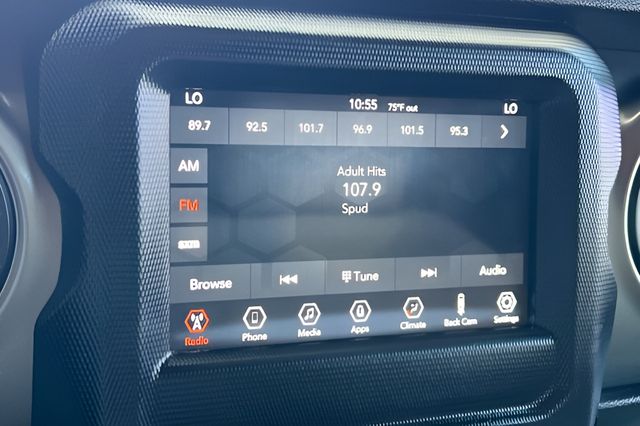 LO 10:55 75°F out LO
89.7 92.5 101.7 96.9 101.5 95.3
AM
Adult Hits
107.9
FM
Spud
Browse Tune Audio
Radio Phone Media Apps Climate Back Cam Settings